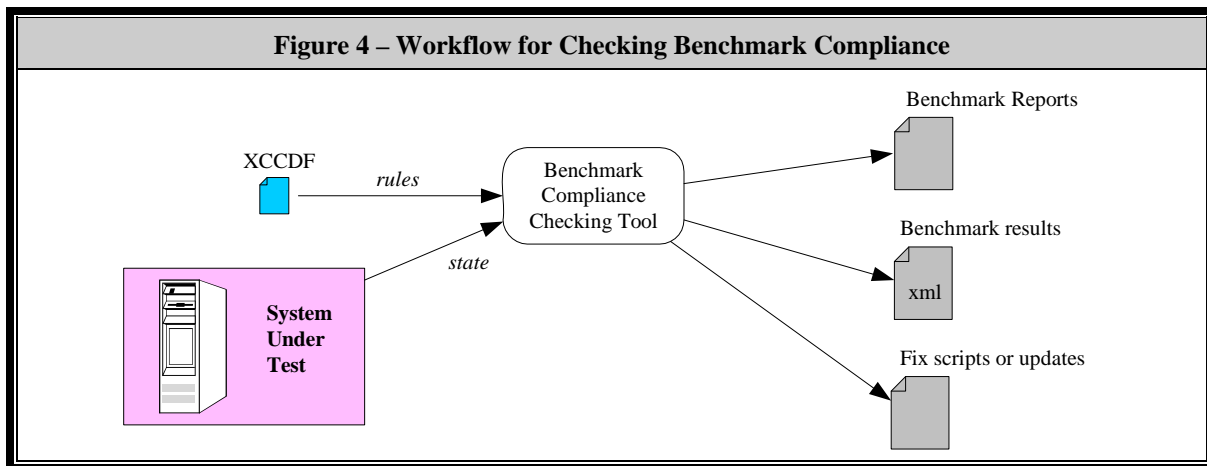 Figure 4 – Workflow for Checking Benchmark Compliance
Benchmark Reports
XCCDF
rules
Benchmark
Compliance
Checking Tool
Benchmark results
xml
state
System
Under
Test
Fix scripts or updates